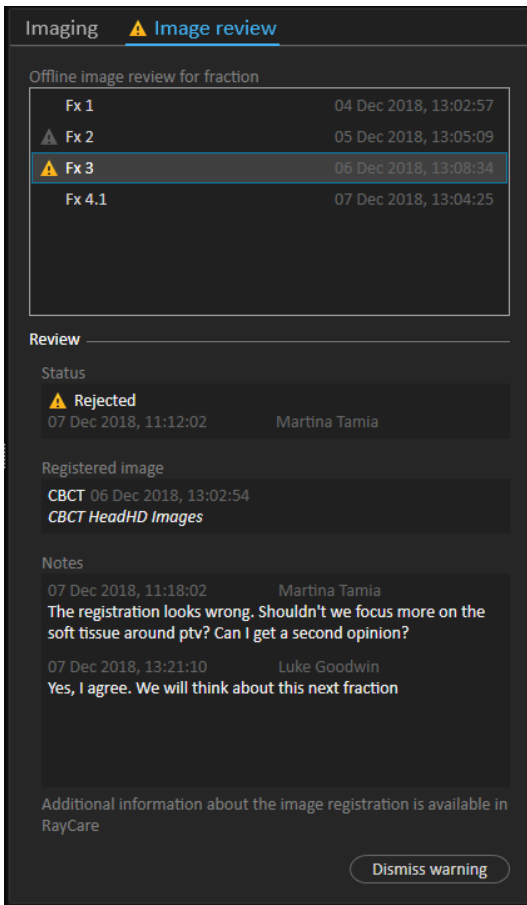 Imaging Image review
Offline image review for fraction
Fx 1 04 Dec 2018, 13:02:57
Fx 2 05 Dec 2018, 13:05:09
Fx 3 06 Dec 2018, 13:08:34
Fx 4.1 07 Dec 2018, 13:04:25
Review
Status
Rejected
07 Dec 2018, 11:12:02 Martina Tamia
Registered image
CBCT 06 Dec 2018, 13:02:54
CBCT HeadHD Images
Notes
07 Dec 2018, 11:18:02 Martina Tamia
The registration looks wrong. Shouldn't we focus more on the
soft tissue around ptv? Can I get a second opinion?
07 Dec 2018, 13:21:10 Luke Goodwin
Yes, I agree. We will think about this next fraction
Additional information about the image registration is available in
RayCare
Dismiss warning